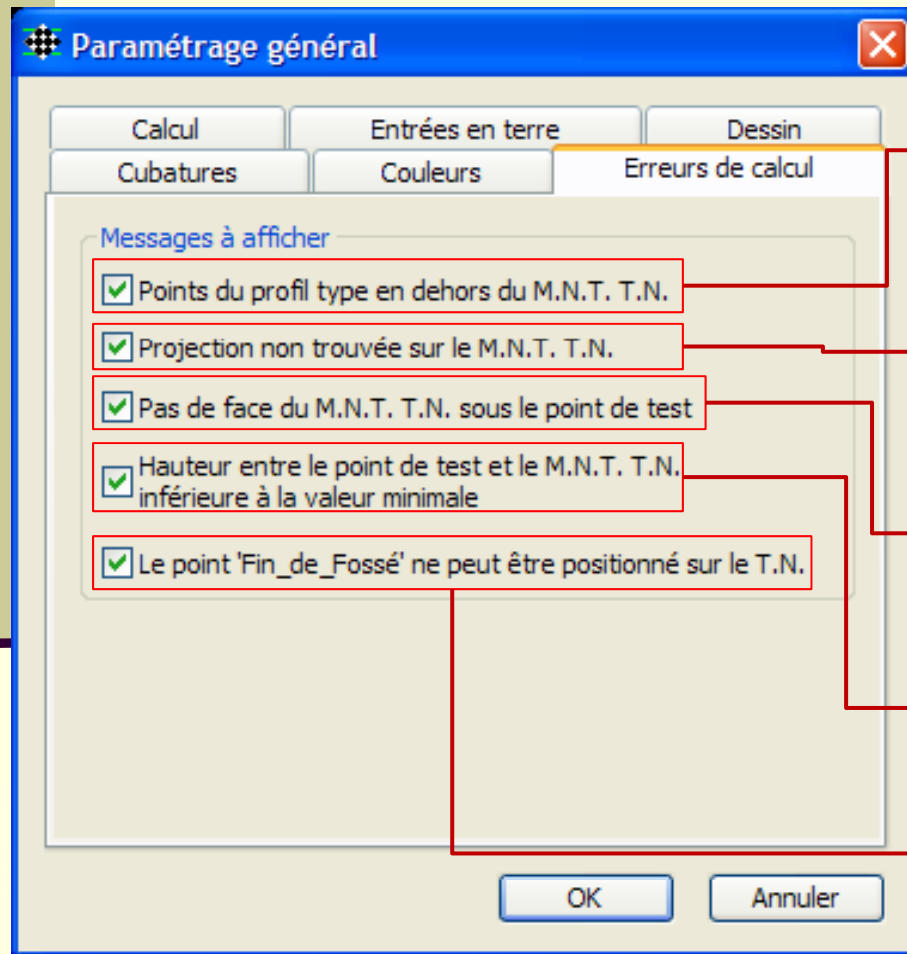 Paramétrage général
Calcul
Entrées en terre
Dessin
Cubatures
Couleurs
Erreurs de calcul
Messages à afficher
Points du profil type en dehors du M.N.T. T.N.
Projection non trouvée sur le M.N.T. T.N.
Pas de face du M.N.T. T.N. sous le point de test
Hauteur entre le point de test et le M.N.T. T.N.
inférieure à la valeur minimale
Le point 'Fin_de_Fossé' ne peut être positionné sur le T.N.
OK
Annuler